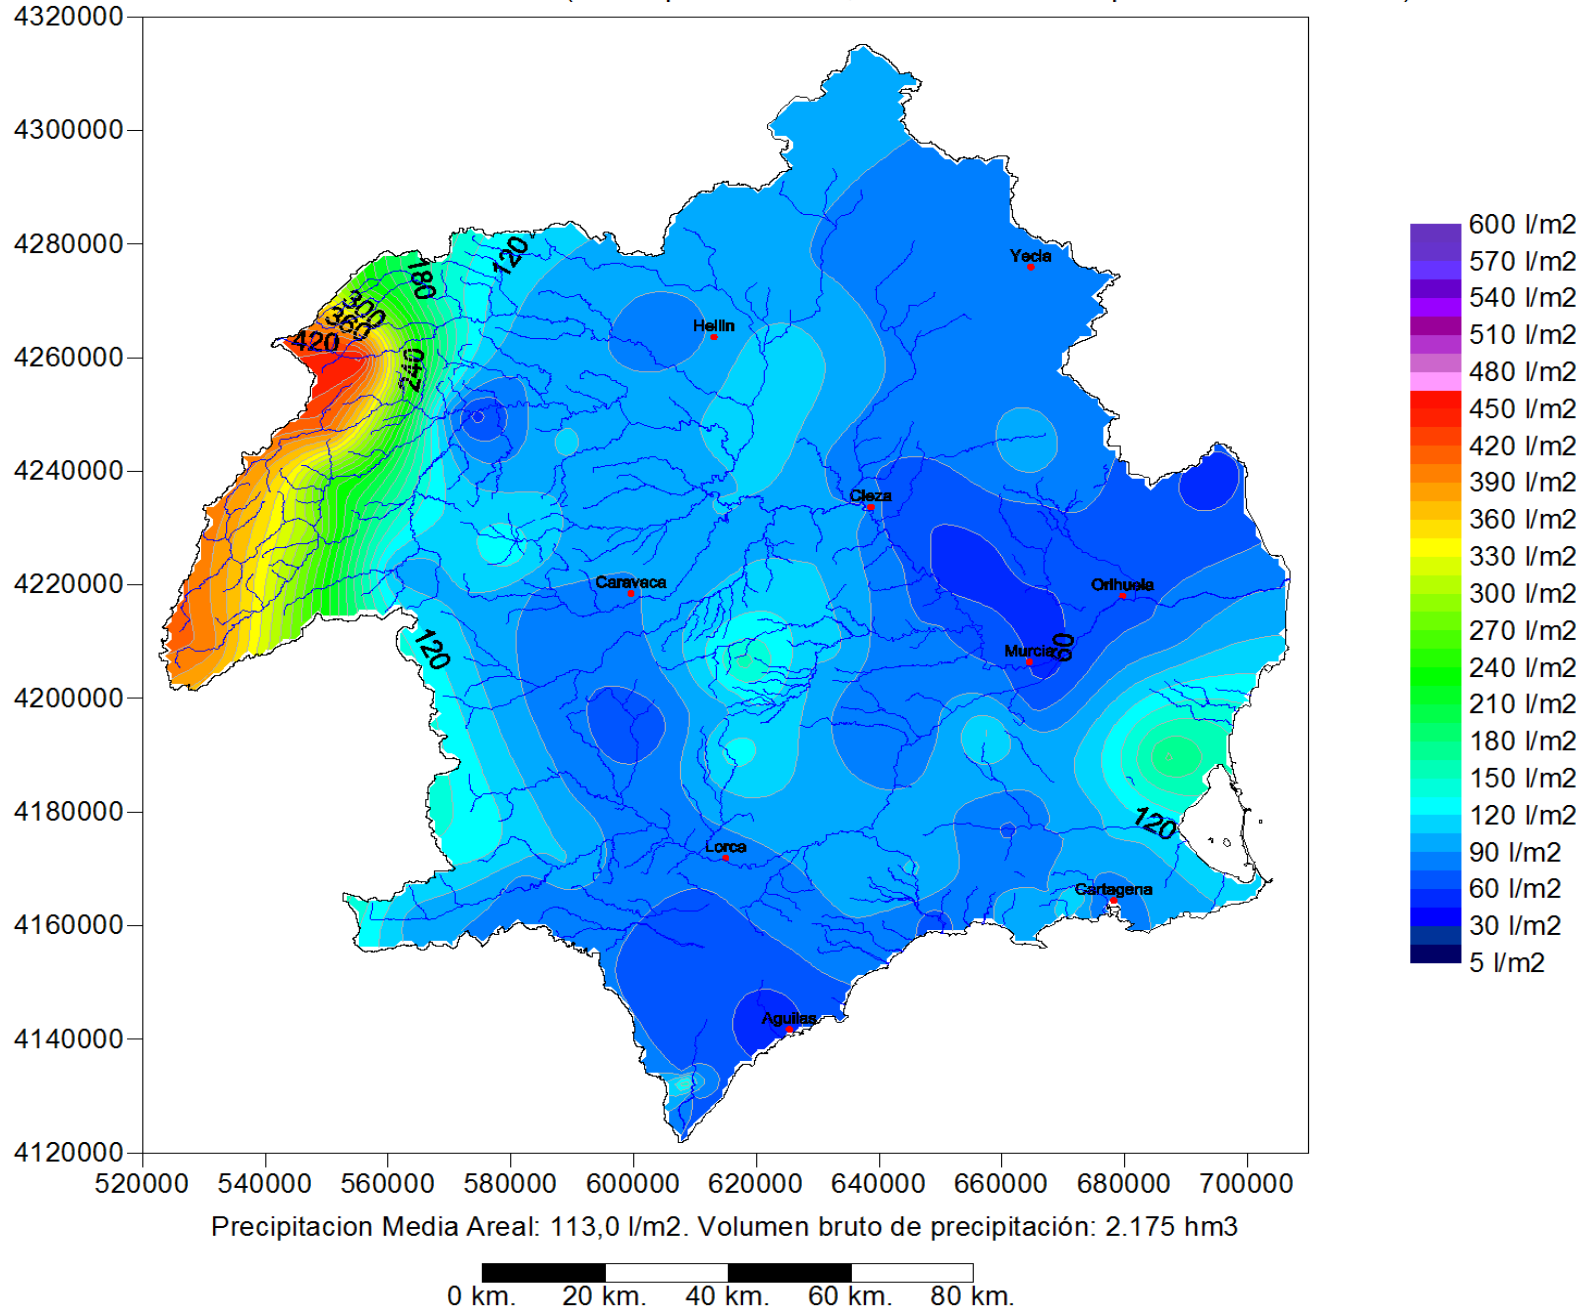 4320000
4300000
4280000
4260000
4240000
4220000
4200000
4180000
4160000
4140000
4120000
520000 540000 560000 580000 600000 620000 640000 660000 680000 700000
120
180
300
360
420
240
120
60
120
Yecla
Hellin
Cieza
Caravaca
Orihuela
Murcia
Lorca
Cartagena
Aguilas
600 l/m2
570 l/m2
540 l/m2
510 l/m2
480 l/m2
450 l/m2
420 l/m2
390 l/m2
360 l/m2
330 l/m2
300 l/m2
270 l/m2
240 l/m2
210 l/m2
180 l/m2
150 l/m2
120 l/m2
90 l/m2
60 l/m2
30 l/m2
5 l/m2
Precipitacion Media Areal: 113,0 l/m2. Volumen bruto de precipitación: 2.175 hm3
0 km. 20 km. 40 km. 60 km. 80 km.